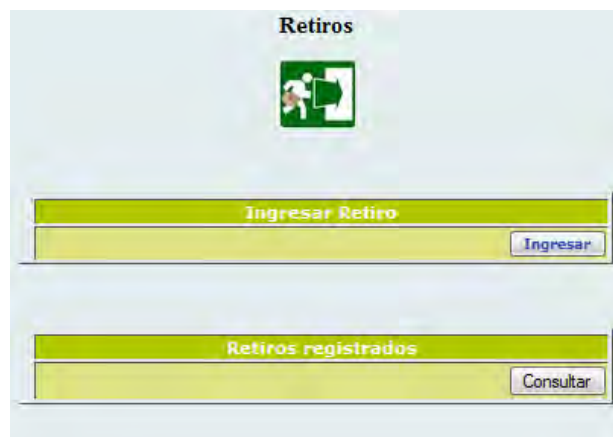 Retiros
Ingresar Retiro
Ingresar
Retiros registrados
Consultar